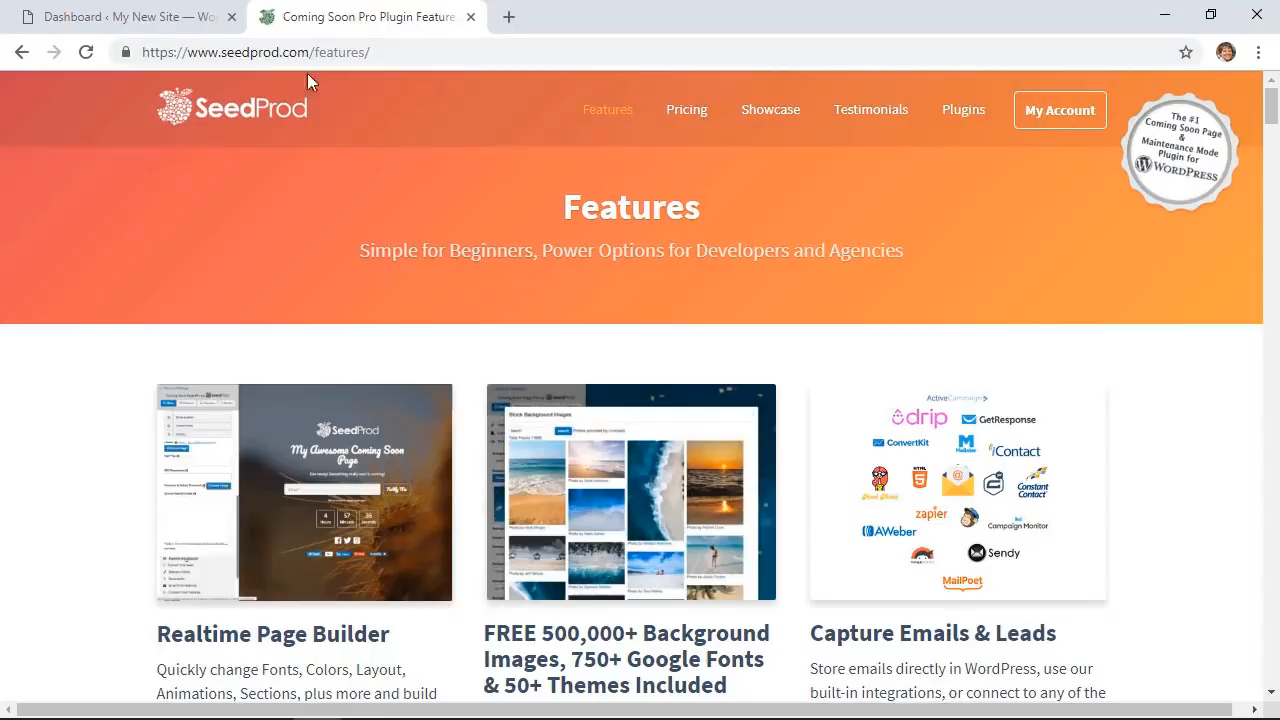 Dashboard ‹ My New Site — Wo
Coming Soon Pro Plugin Feature
https://www.seedprod.com/features/
SeedProd
Features
Pricing
Showcase
Testimonials
Plugins
My Account
The #1
Coming Soon Page
&
Maintenance Mode
Plugin for
WORDPRESS
Features
Simple for Beginners, Power Options for Developers and Agencies
SeedProd
My Awesome Coming Soon
Page
Block Background Images
ActiveCampaign >
drip
GetResponse
ConvertKit
iContact
HTML
Constant
Contact
zapier
AWeber
Campaign Monitor
Sendy
MailPoet
Realtime Page Builder
Quickly change Fonts, Colors, Layout,
Animations, Sections, plus more and build
FREE 500,000+ Background
Images, 750+ Google Fonts
& 50+ Themes Included
Capture Emails & Leads
Store emails directly in WordPress, use our
built-in integrations, or connect to any of the